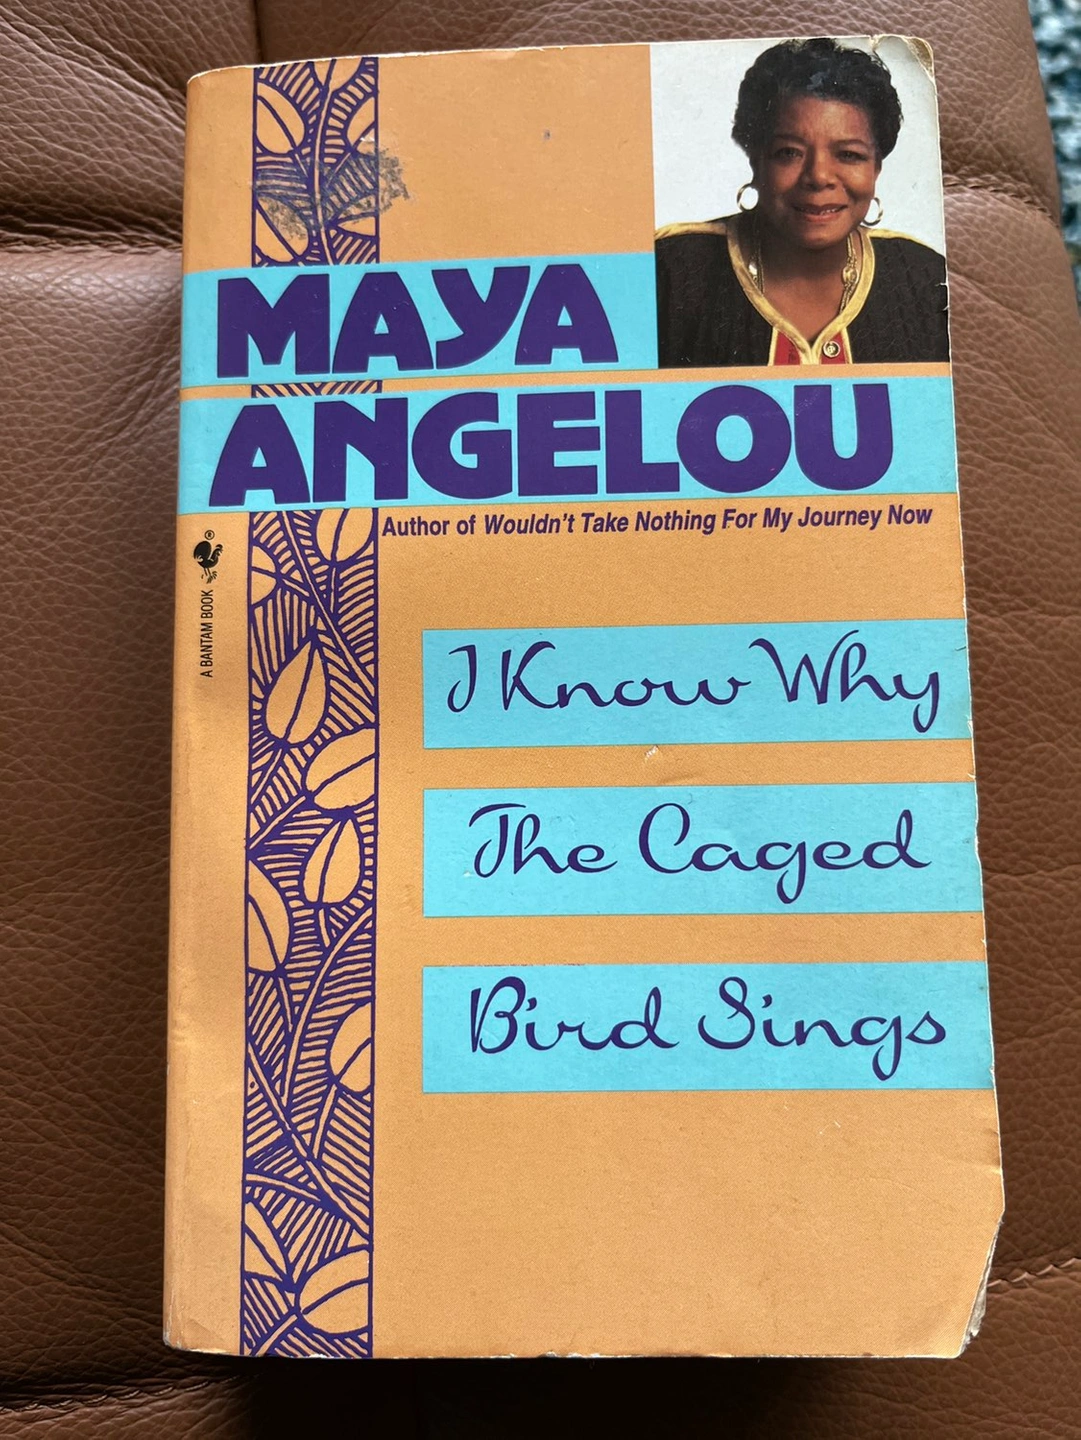 MAYA
ANGELOU
Author of Wouldn't Take Nothing For My Journey Now
A BANTAM BOOK ®
I Know Why
The Caged
Bird Sings